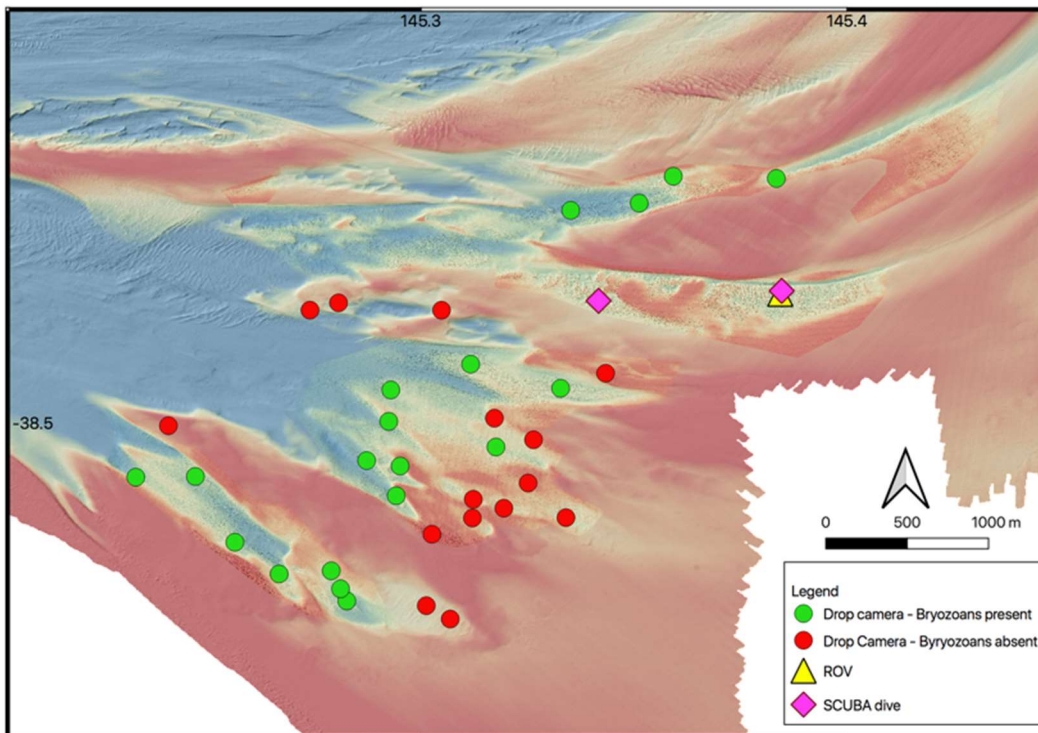 145.3
145.4
-38.5
0 500 1000 m
Legend
Drop camera - Bryozoans present
Drop Camera - Byryozoans absent
ROV
SCUBA dive